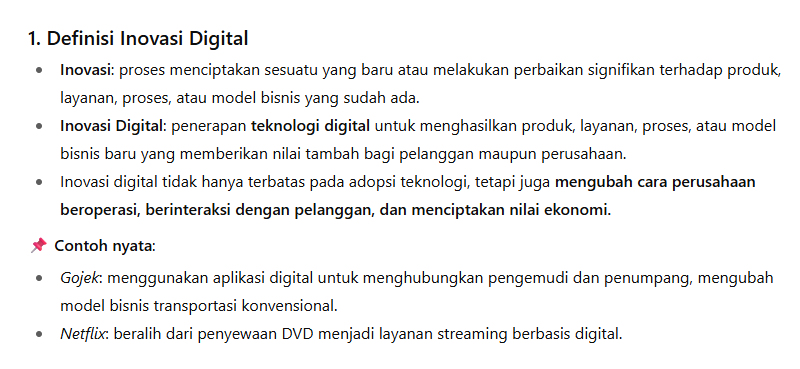 1. Definisi Inovasi Digital
• Inovasi: proses menciptakan sesuatu yang baru atau melakukan perbaikan signifikan terhadap produk,
layanan, proses, atau model bisnis yang sudah ada.
• Inovasi Digital: penerapan teknologi digital untuk menghasilkan produk, layanan, proses, atau model
bisnis baru yang memberikan nilai tambah bagi pelanggan maupun perusahaan.
• Inovasi digital tidak hanya terbatas pada adopsi teknologi, tetapi juga mengubah cara perusahaan
beroperasi, berinteraksi dengan pelanggan, dan menciptakan nilai ekonomi.
📌 Contoh nyata:
• Gojek: menggunakan aplikasi digital untuk menghubungkan pengemudi dan penumpang, mengubah
model bisnis transportasi konvensional.
• Netflix: beralih dari penyewaan DVD menjadi layanan streaming berbasis digital.